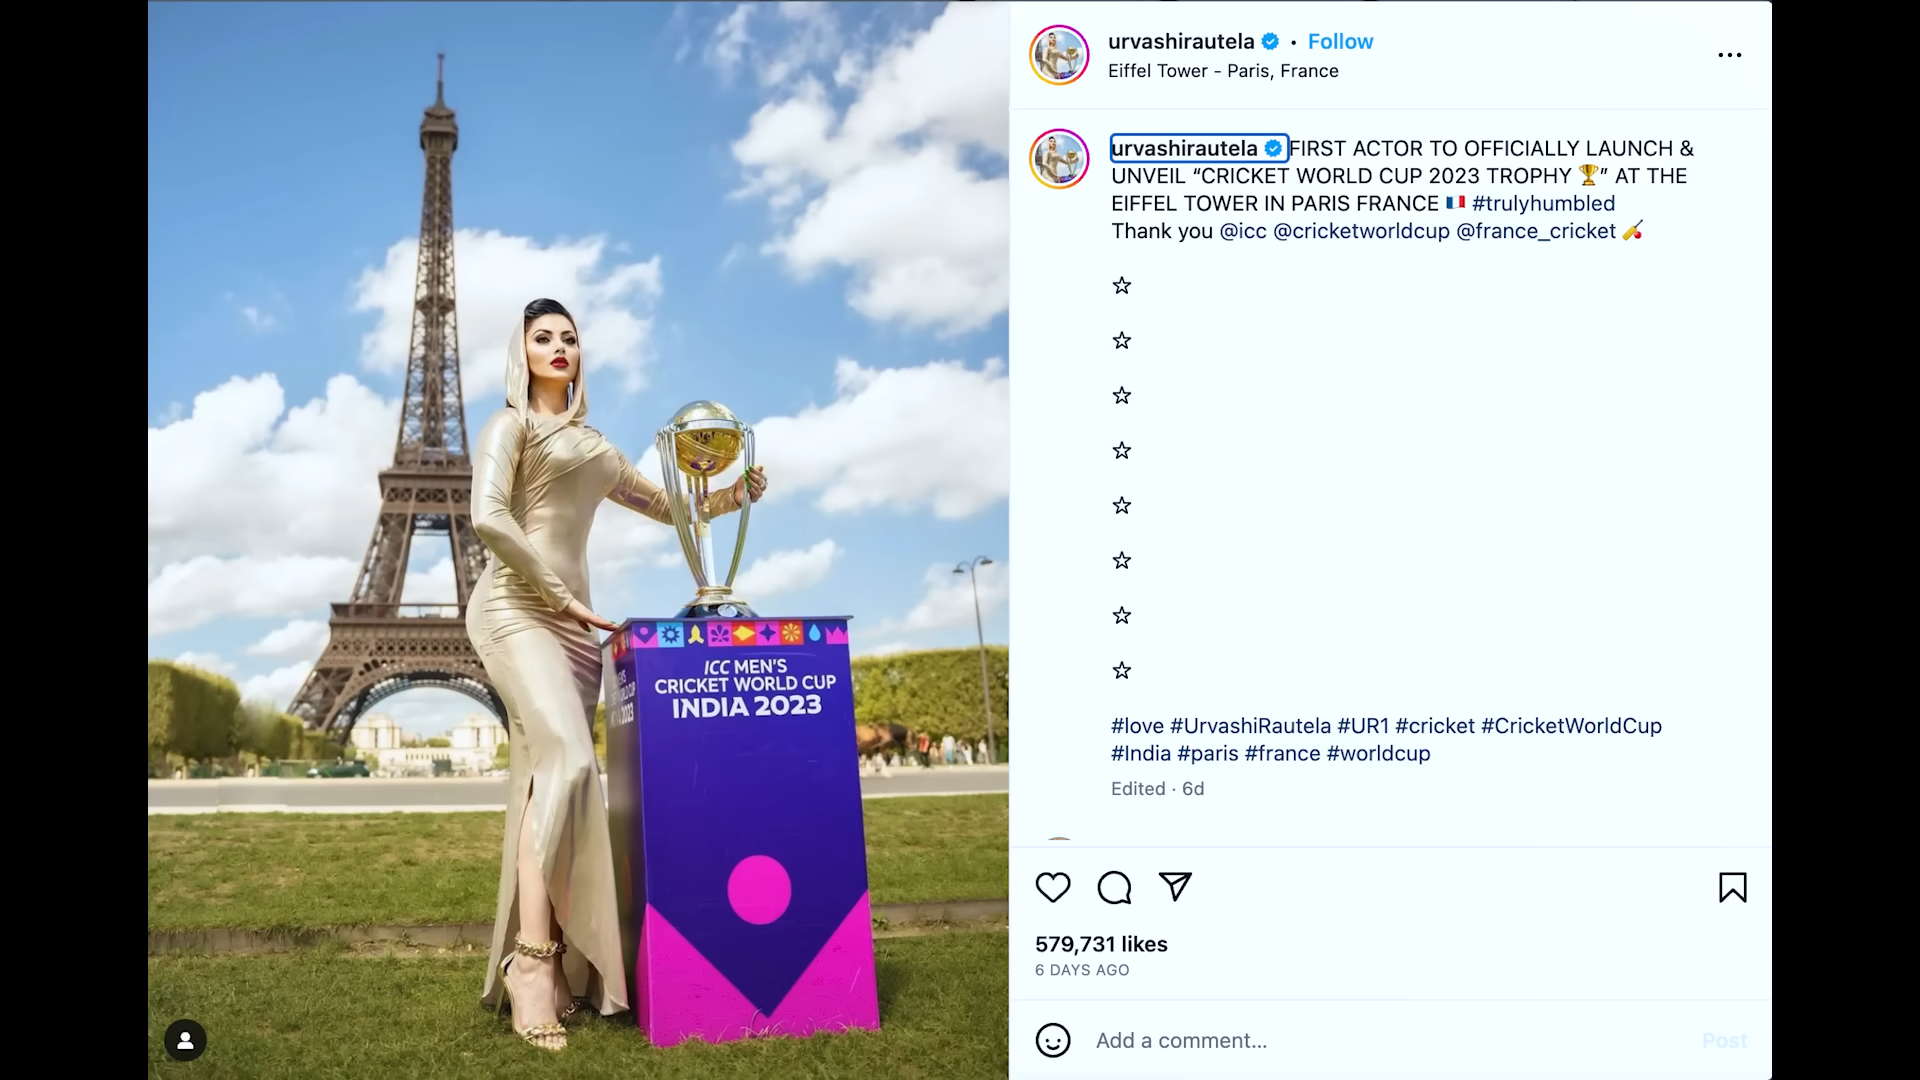 urvashirautela • Follow
Eiffel Tower - Paris, France
urvashirautela FIRST ACTOR TO OFFICIALLY LAUNCH &
UNVEIL “CRICKET WORLD CUP 2023 TROPHY 🏆” AT THE
EIFFEL TOWER IN PARIS FRANCE 🇫🇷 #trulyhumbled
Thank you @icc @cricketworldcup @france_cricket 🏏
☆
☆
☆
☆
☆
☆
☆
☆
#love #UrvashiRautela #UR1 #cricket #CricketWorldCup
#India #paris #france #worldcup
Edited · 6d
579,731 likes
6 DAYS AGO
Add a comment...
Post
ICC MEN'S
CRICKET WORLD CUP
INDIA 2023